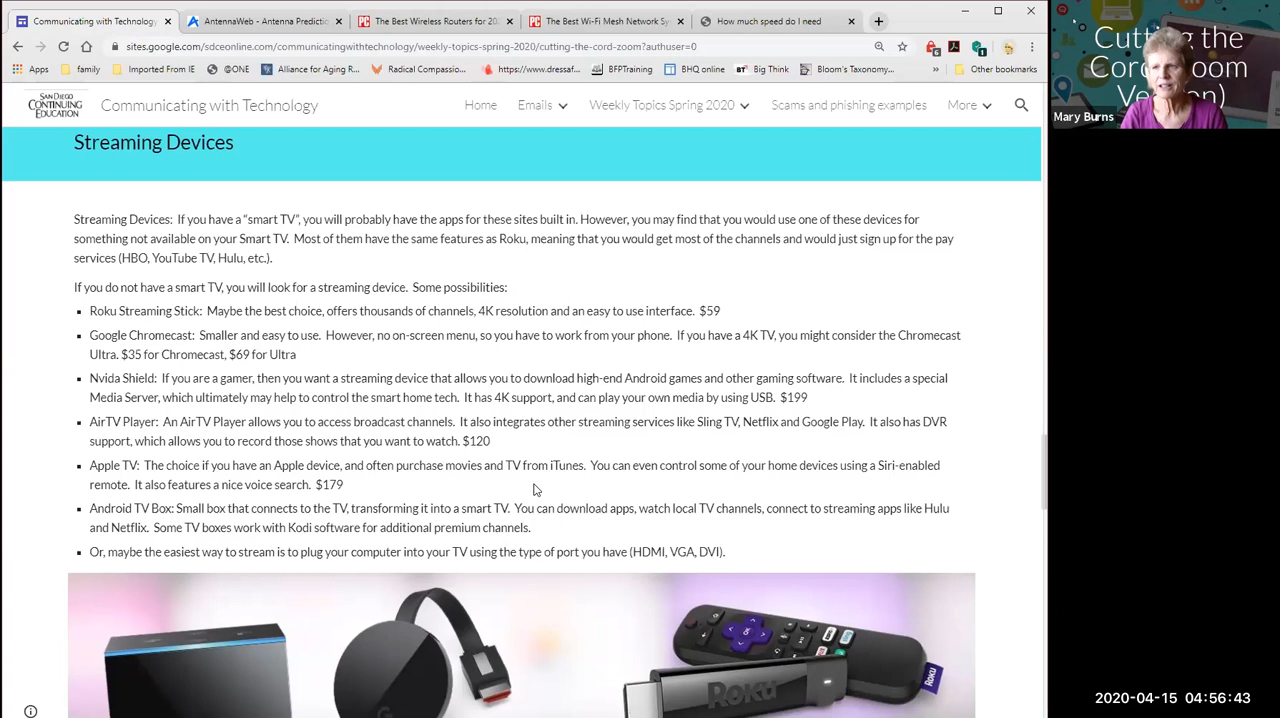 Communicating with Technology
AntennaWeb - Antenna Prediction
The Best Wireless Routers for 202
The Best Wi-Fi Mesh Network Sy
How much speed do I need
sites.google.com/sdceonline.com/communicatingwithtechnology/weekly-topics-spring-2020/cutting-the-cord-zoom?authuser=0
Apps family Imported From IE ©ONE Alliance for Aging R... Radical Compassio... https://www.dressaf... BFPTraining BHQ online Big Think Bloom's Taxonomy... » Other bookmarks
SAN DIEGO
CONTINUING
EDUCATION
Communicating with Technology
Home Emails Weekly Topics Spring 2020 Scams and phishing examples More
Streaming Devices
Streaming Devices: If you have a “smart TV”, you will probably have the apps for these sites built in. However, you may find that you would use one of these devices for
something not available on your Smart TV. Most of them have the same features as Roku, meaning that you would get most of the channels and would just sign up for the pay
services (HBO, YouTube TV, Hulu, etc.).
If you do not have a smart TV, you will look for a streaming device. Some possibilities:
Roku Streaming Stick: Maybe the best choice, offers thousands of channels, 4K resolution and an easy to use interface. $59
Google Chromecast: Smaller and easy to use. However, no on-screen menu, so you have to work from your phone. If you have a 4K TV, you might consider the Chromecast
Ultra. $35 for Chromecast, $69 for Ultra
Nvida Shield: If you are a gamer, then you want a streaming device that allows you to download high-end Android games and other gaming software. It includes a special
Media Server, which ultimately may help to control the smart home tech. It has 4K support, and can play your own media by using USB. $199
AirTV Player: An AirTV Player allows you to access broadcast channels. It also integrates other streaming services like Sling TV, Netflix and Google Play. It also has DVR
support, which allows you to record those shows that you want to watch. $120
Apple TV: The choice if you have an Apple device, and often purchase movies and TV from iTunes. You can even control some of your home devices using a Siri-enabled
remote. It also features a nice voice search. $179
Android TV Box: Small box that connects to the TV, transforming it into a smart TV. You can download apps, watch local TV channels, connect to streaming apps like Hulu
and Netflix. Some TV boxes work with Kodi software for additional premium channels.
Or, maybe the easiest way to stream is to plug your computer into your TV using the type of port you have (HDMI, VGA, DVI).
OK
Roku
Roku
Mary Burns
2020-04-15 04:56:43